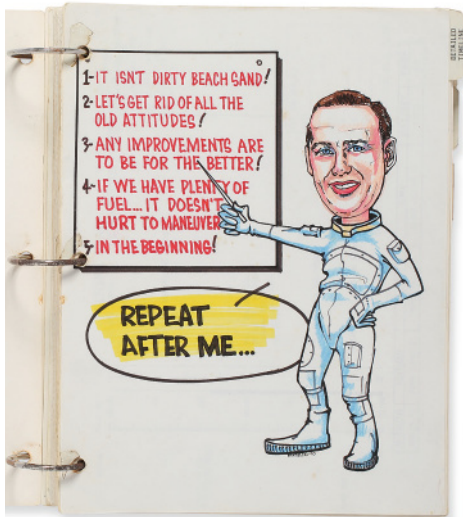 DETAILED
TIMELINE
1-IT ISN'T DIRTY BEACH SAND!
2-LET'S GET RID OF ALL THE
OLD ATTITUDES!
3-ANY IMPROVEMENTS ARE
TO BE FOR THE BETTER!
4-IF WE HAVE PLENTY OF
FUEL... IT DOESN'T
HURT TO MANEUVER
5-IN THE BEGINNING!
REPEAT
AFTER ME...